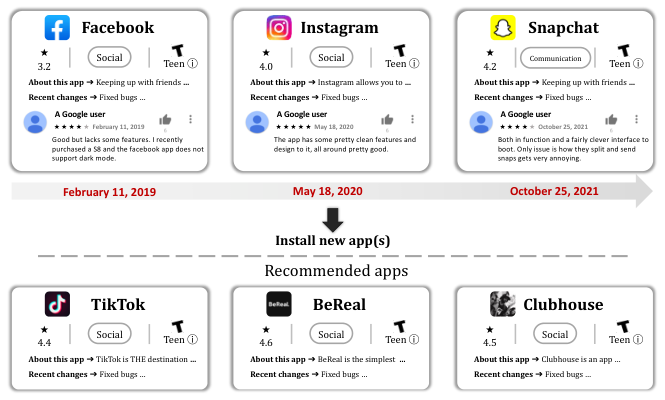 Facebook
3.2
Social
Teen ⓘ
About this app ➔ Keeping up with friends ...
Recent changes ➔ Fixed bugs ...
A Google user
February 11, 2019
0
Good but lacks some features. I recently
purchased a S8 and the facebook app does not
support dark mode.
Instagram
4.0
Social
Teen ⓘ
About this app ➔ Instagram allows you to ...
Recent changes ➔ Fixed bugs ...
A Google user
May 18, 2020
0
The app has some pretty clean features and
design to it, all around pretty good.
Snapchat
4.2
Communication
Teen ⓘ
About this app ➔ Keeping up with friends ...
Recent changes ➔ Fixed bugs ...
A Google user
October 25, 2021
0
Both in function and a fairly clever interface to
boot. Only issue is how they split and send
snaps gets very annoying.
February 11, 2019
May 18, 2020
October 25, 2021
Install new app(s)
Recommended apps
TikTok
4.4
Social
Teen ⓘ
About this app ➔ TikTok is THE destination ...
Recent changes ➔ Fixed bugs ...
BeReal.
BeReal
4.6
Social
Teen ⓘ
About this app ➔ BeReal is the simplest ...
Recent changes ➔ Fixed bugs ...
Clubhouse
4.5
Social
Teen ⓘ
About this app ➔ Clubhouse is an app ...
Recent changes ➔ Fixed bugs ...